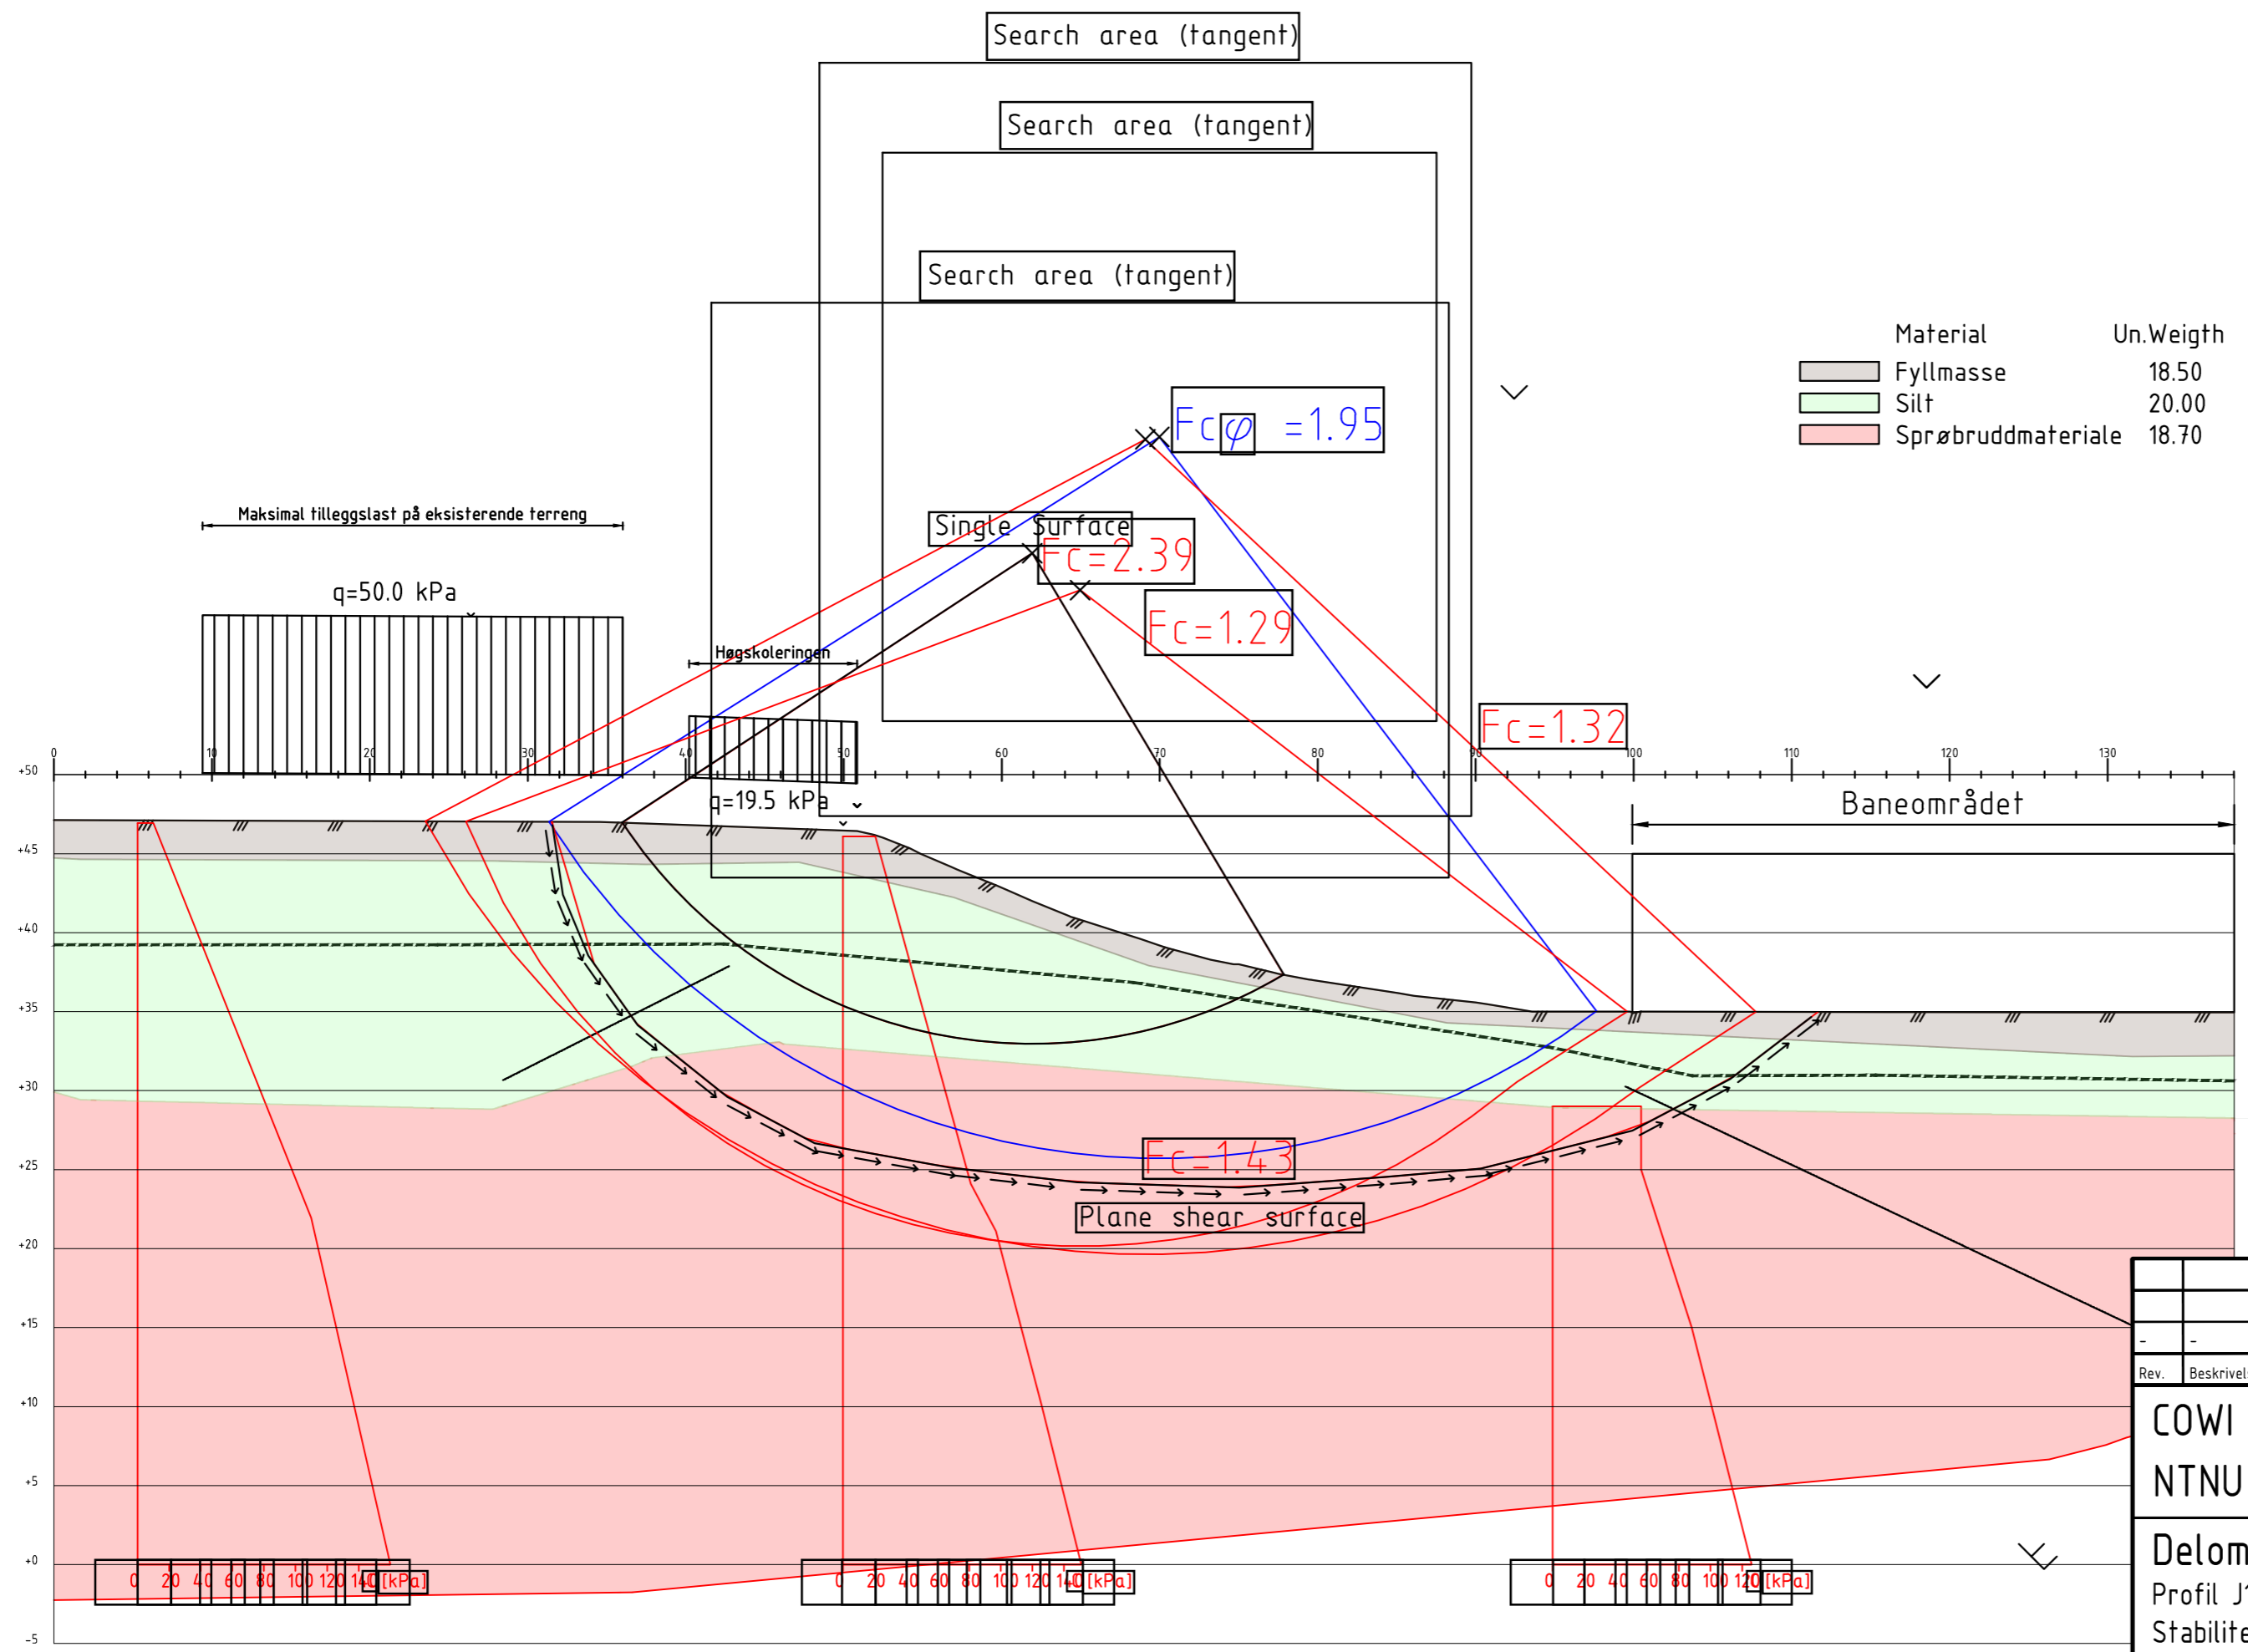 Search area (tangent)
Search area (tangent)
Search area (tangent)
Material Un.Weigth
Fyllmasse 18.50
Silt 20.00
Sprøbruddmateriale 18.70
Fcφ =1.95
Maksimal tilleggslast på eksisterende terreng
Single Surface
Fc=2.39
q=50.0 kPa
Fc=1.29
Høgskoleringen
Fc=1.32
0 10 20 30 40 50 60 70 80 90 100 110 120 130
+50
q=19.5 kPa
Baneområdet
+45
+40
+35
+30
Fc=1.43
+25
Plane shear surface
+20
+15
- -
Rev.
+10
COWI
NTNU
+5
+0
0 20 40 60 80 100 120 140 [kPa]
0 20 40 60 80 100 120 140 [kPa]
0 20 40 60 80 100 120 [kPa]
Profil
-5